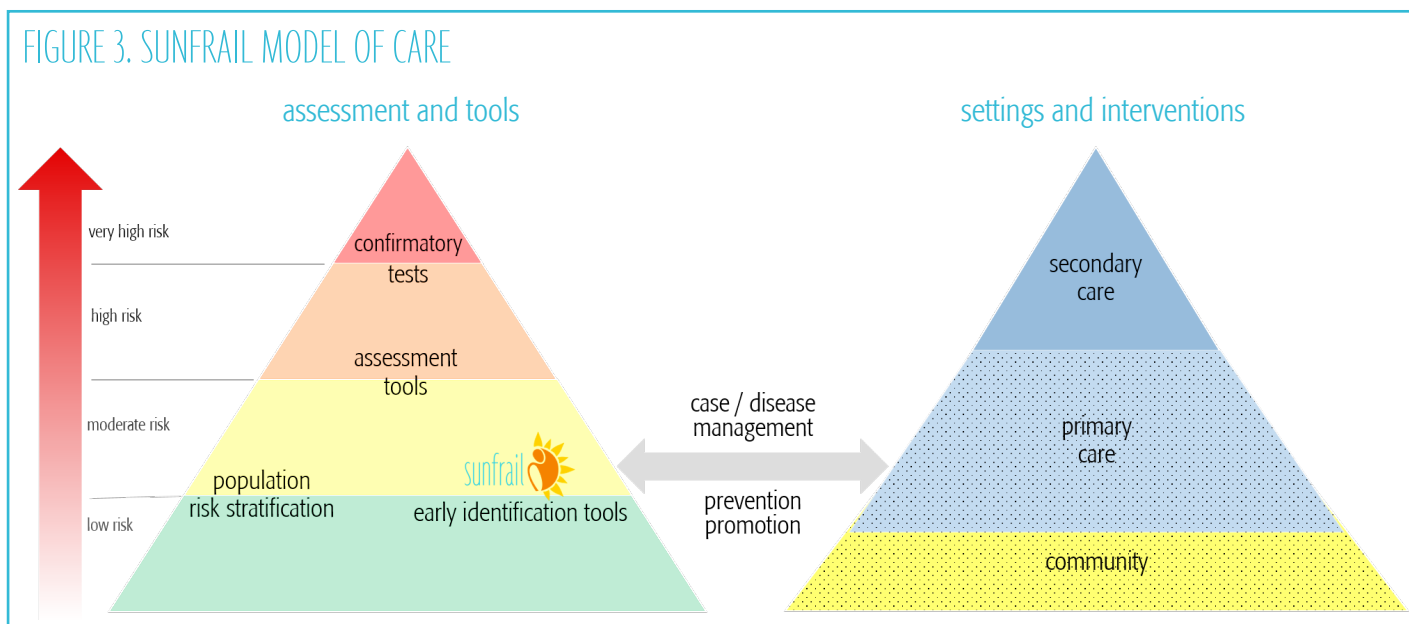 FIGURE 3. SUNFRAIL MODEL OF CARE
assessment and tools
settings and interventions
very high risk
high risk
moderate risk
low risk
confirmatory
tests
assessment
tools
population
risk stratification
sunfrail
early identification tools
case / disease
management
prevention
promotion
secondary
care
primary
care
community